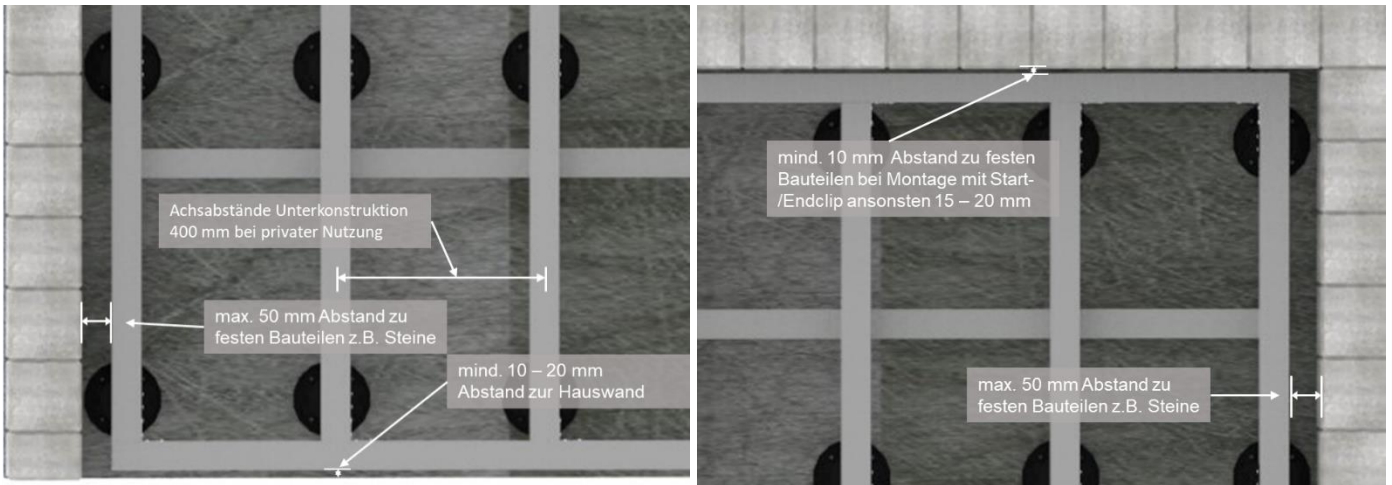 Achsabstände Unterkonstruktion
400 mm bei privater Nutzung
max. 50 mm Abstand zu
festen Bauteilen z.B. Steine
mind. 10 – 20 mm
Abstand zur Hauswand
mind. 10 mm Abstand zu festen
Bauteilen bei Montage mit Start-
/Endclip ansonsten 15 – 20 mm
max. 50 mm Abstand zu
festen Bauteilen z.B. Steine